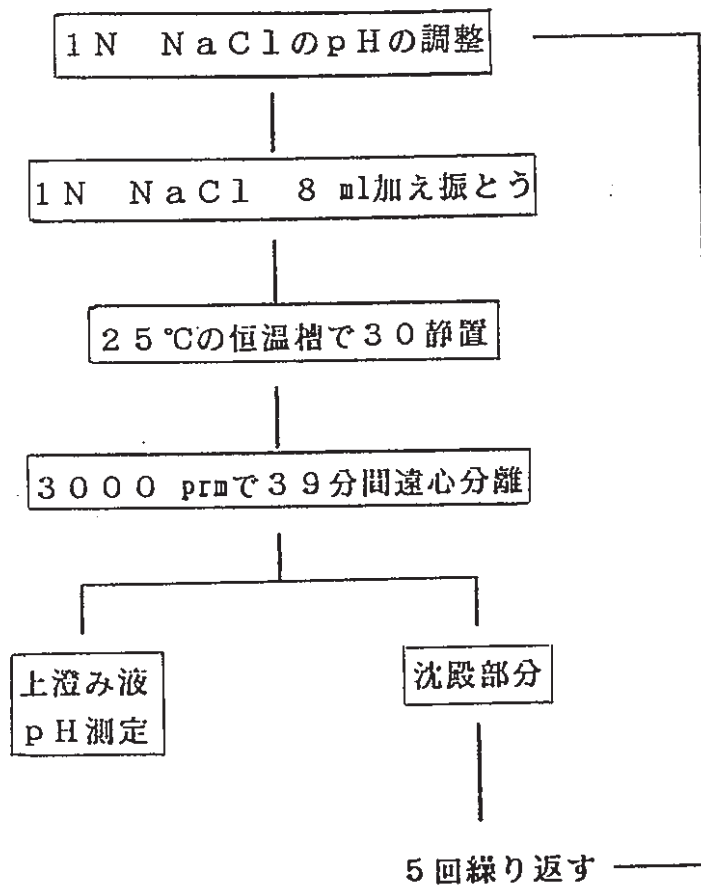 1N NaClのpHの調整
1N NaCl 8 ml加え振とう
25℃の恒温槽で30静置
3000 prmで39分間遠心分離
上澄み液
pH測定
沈殿部分
5回繰り返す